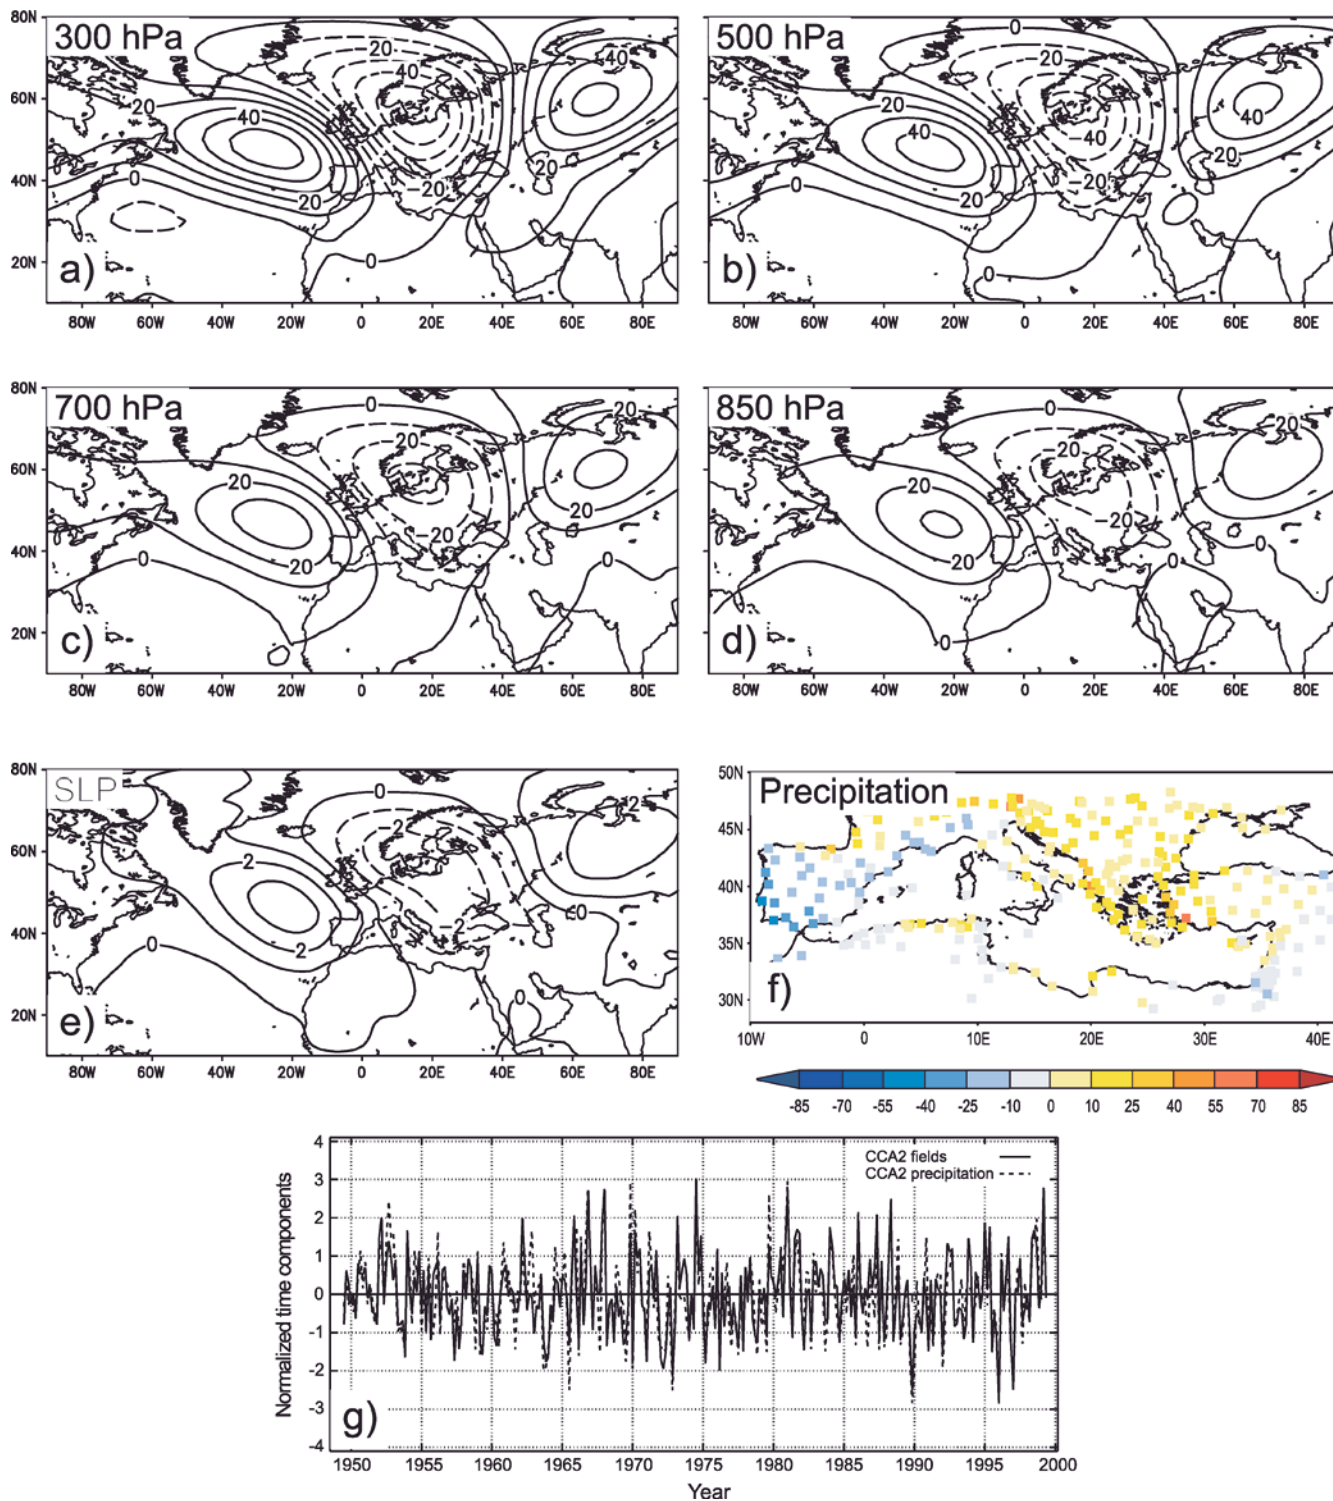 300 hPa
500 hPa
80N
60N
40N
20N
20
40
20
40
20
-20
0
0
40
20
a)
80W 60W 40W 20W 0 20E 40E 60E 80E
0
20
20
40
-40
-20
20
0
0
40
40
20
b)
80W 60W 40W 20W 0 20E 40E 60E 80E
700 hPa
850 hPa
80N
60N
40N
20N
0
-20
20
20
-20
0
20
20
c)
80W 60W 40W 20W 0 20E 40E 60E 80E
0
-20
20
20
-20
0
0
0
0
20
d)
80W 60W 40W 20W 0 20E 40E 60E 80E
SLP
80N
60N
40N
20N
0
-2
2
2
-2
0
0
0
2
e)
80W 60W 40W 20W 0 20E 40E 60E 80E
Precipitation
50N
45N
40N
35N
30N
f)
10W 0 10E 20E 30E 40E
-85 -70 -55 -40 -25 -10 0 10 25 40 55 70 85
Normalized time components
4
3
2
1
0
-1
-2
-3
-4
CCA2 fields
CCA2 precipitation
g)
1950 1955 1960 1965 1970 1975 1980 1985 1990 1995 2000
Year